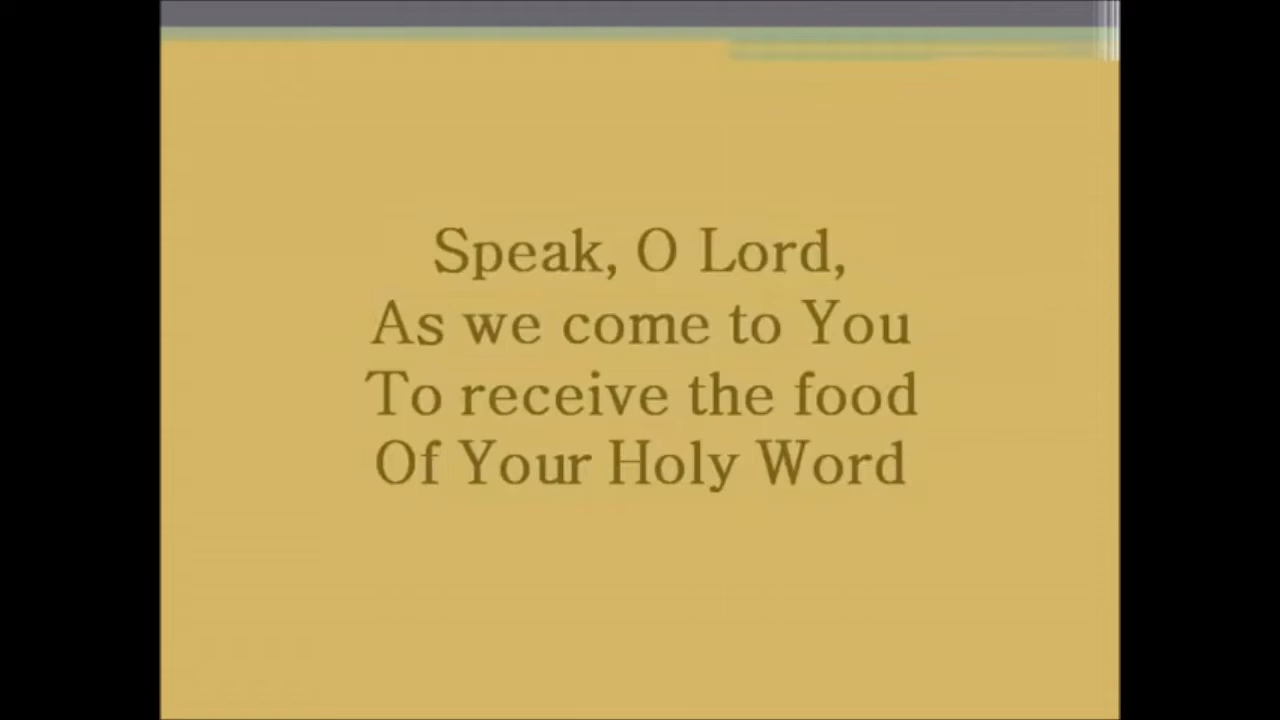 Speak, O Lord,
As we come to You
To receive the food
Of Your Holy Word